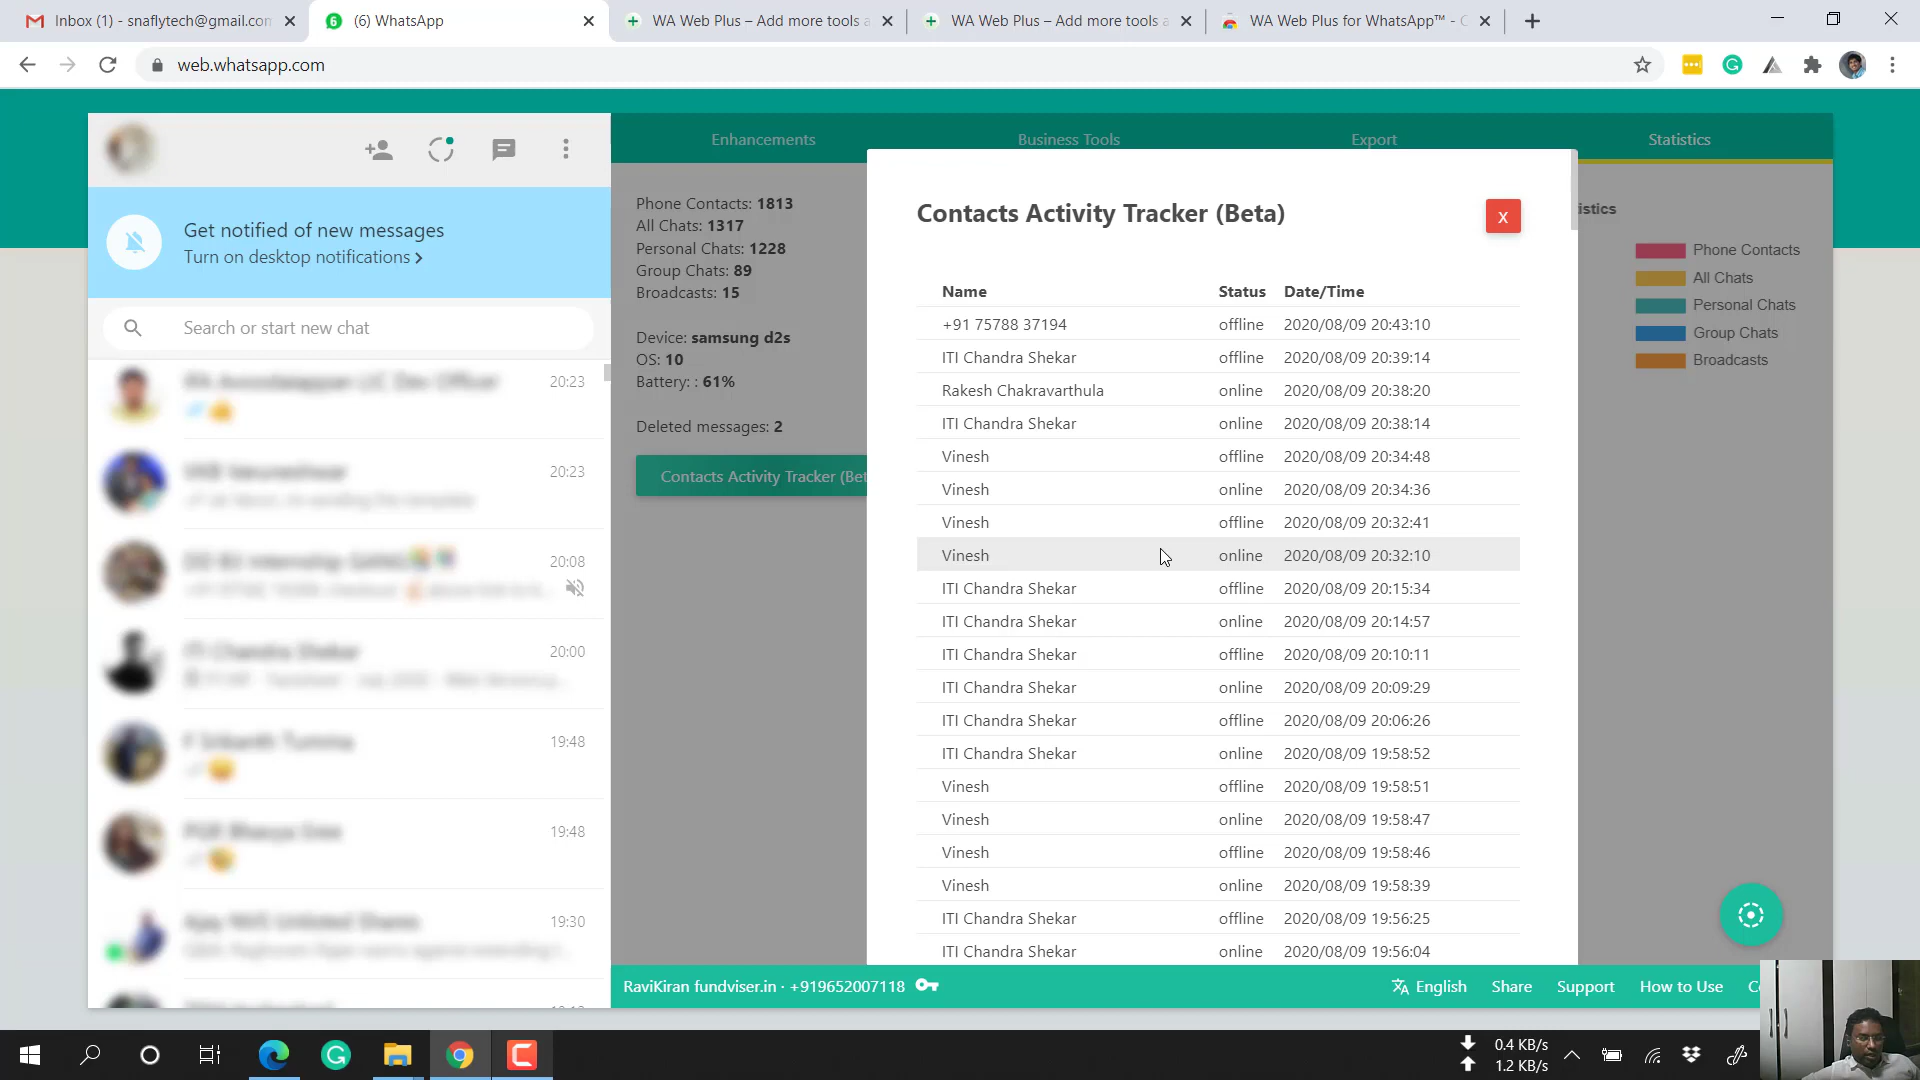 Inbox (1) - snaflytech@gmail.con
(6) WhatsApp
WA Web Plus – Add more tools a
WA Web Plus – Add more tools a
WA Web Plus for WhatsApp™ - C
web.whatsapp.com
Enhancements
Business Tools
Export
Statistics
Get notified of new messages
Turn on desktop notifications
Search or start new chat
20:23
20:23
20:08
ITI Chandra Shekar 20:00
19:48
19:48
19:30
Phone Contacts: 1813
All Chats: 1317
Personal Chats: 1228
Group Chats: 89
Broadcasts: 15
Device: samsung d2s
OS: 10
Battery: : 61%
Deleted messages: 2
Contacts Activity Tracker (Bet
Contacts Activity Tracker (Beta)
X
Name Status Date/Time
+91 75788 37194 offline 2020/08/09 20:43:10
ITI Chandra Shekar offline 2020/08/09 20:39:14
Rakesh Chakravarthula online 2020/08/09 20:38:20
ITI Chandra Shekar online 2020/08/09 20:38:14
Vinesh offline 2020/08/09 20:34:48
Vinesh online 2020/08/09 20:34:36
Vinesh offline 2020/08/09 20:32:41
Vinesh online 2020/08/09 20:32:10
ITI Chandra Shekar offline 2020/08/09 20:15:34
ITI Chandra Shekar online 2020/08/09 20:14:57
ITI Chandra Shekar offline 2020/08/09 20:10:11
ITI Chandra Shekar online 2020/08/09 20:09:29
ITI Chandra Shekar offline 2020/08/09 20:06:26
ITI Chandra Shekar online 2020/08/09 19:58:52
Vinesh offline 2020/08/09 19:58:51
Vinesh online 2020/08/09 19:58:47
Vinesh offline 2020/08/09 19:58:46
Vinesh online 2020/08/09 19:58:39
ITI Chandra Shekar offline 2020/08/09 19:56:25
ITI Chandra Shekar online 2020/08/09 19:56:04
istics
Phone Contacts
All Chats
Personal Chats
Group Chats
Broadcasts
RaviKiran fundviser.in · +919652007118
English
Share
Support
How to Use
0.4 KB/s
1.2 KB/s